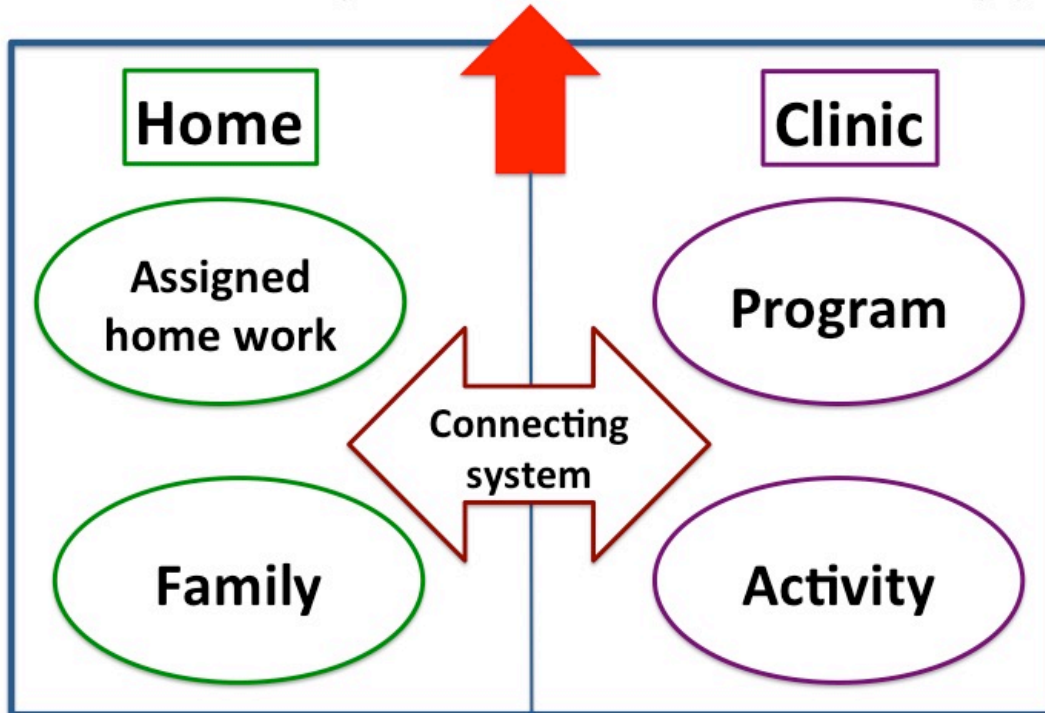 Home
Clinic
Assigned
home work
Program
Connecting
system
Family
Activity